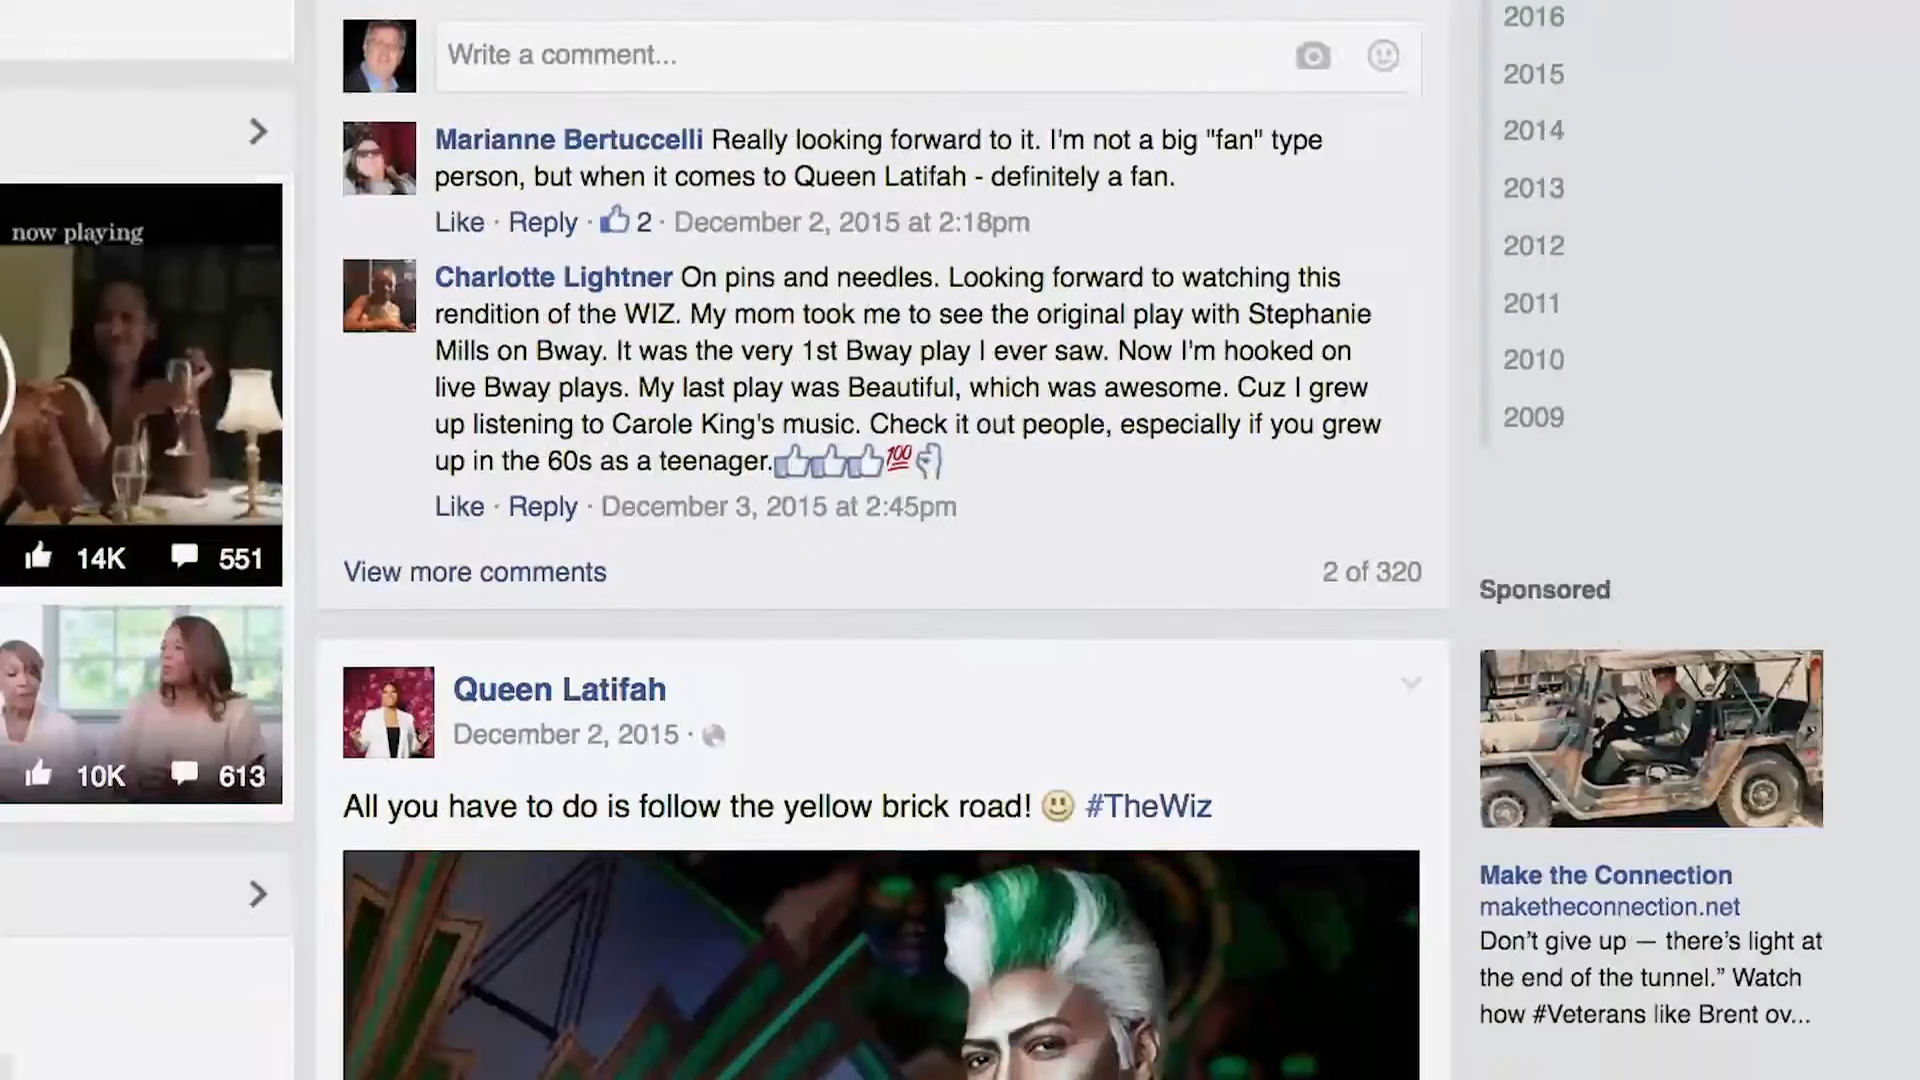 Write a comment...
Marianne Bertuccelli Really looking forward to it. I'm not a big "fan" type
person, but when it comes to Queen Latifah - definitely a fan.
Like · Reply · 2 · December 2, 2015 at 2:18pm
Charlotte Lightner On pins and needles. Looking forward to watching this
rendition of the WIZ. My mom took me to see the original play with Stephanie
Mills on Bway. It was the very 1st Bway play I ever saw. Now I'm hooked on
live Bway plays. My last play was Beautiful, which was awesome. Cuz I grew
up listening to Carole King's music. Check it out people, especially if you grew
up in the 60s as a teenager.👍👍👍💯👌
Like · Reply · December 3, 2015 at 2:45pm
View more comments
2 of 320
Queen Latifah
December 2, 2015 ·
All you have to do is follow the yellow brick road! 🙂 #TheWiz
now playing
14K 551
10K 613
2016
2015
2014
2013
2012
2011
2010
2009
Sponsored
Make the Connection
maketheconnection.net
Don’t give up — there’s light at
the end of the tunnel.” Watch
how #Veterans like Brent ov...